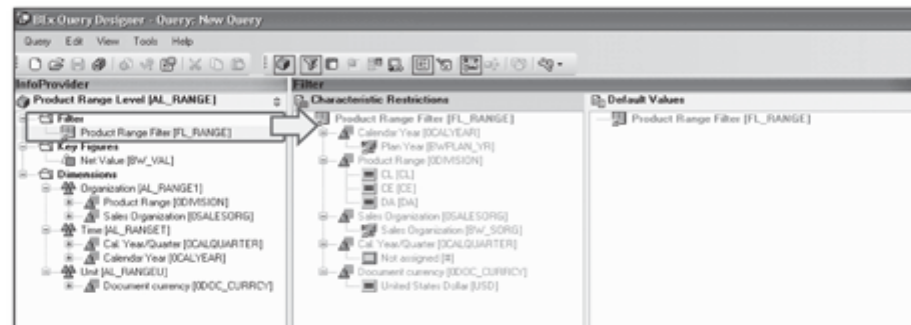 BEx Query Designer - Query: New Query
Query Edit View Tools Help
InfoProvider
Product Range Level [AL_RANGE]
Filter
Product Range Filter [FL_RANGE]
Key Figures
Net Value [BW_VAL]
Dimensions
Organization [AL_RANGE1]
Product Range [0DIVISION]
Sales Organization [0SALESORG]
Time [AL_RANGET]
Cal. Year/Quarter [0CALQUARTER]
Calendar Year [0CALYEAR]
Unit [AL_RANGEU]
Document currency [0DOC_CURRCY]
Filter
Characteristic Restrictions
Product Range Filter [FL_RANGE]
Calendar Year [0CALYEAR]
Plan Year [BWPLAN_YR]
Product Range [0DIVISION]
CL [CL]
CE [CE]
DA [DA]
Sales Organization [0SALESORG]
Sales Organization [BW_SORG]
Cal. Year/Quarter [0CALQUARTER]
Not assigned [#]
Document currency [0DOC_CURRCY]
United States Dollar [USD]
Default Values
Product Range Filter [FL_RANGE]